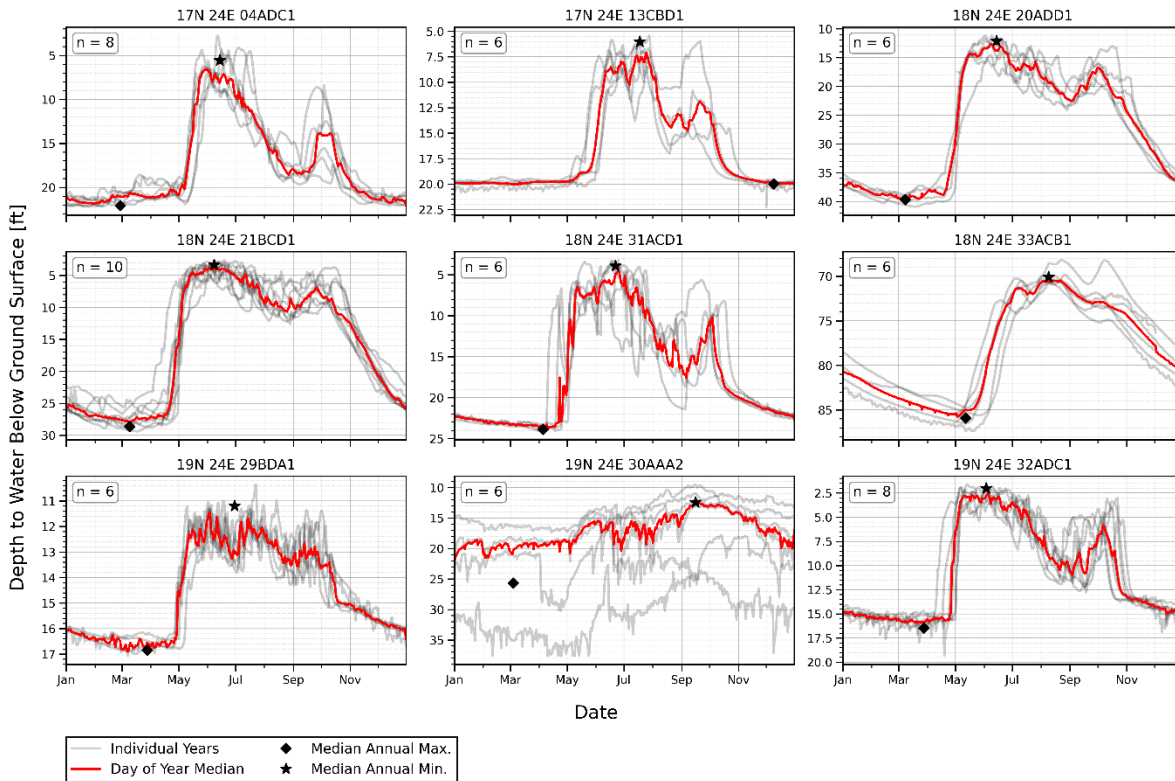 17N 24E 04ADC1
17N 24E 13CBD1
18N 24E 20ADD1
n = 8
n = 6
n = 6
5
10
15
20
5.0
7.5
10.0
12.5
15.0
17.5
20.0
22.5
10
15
20
25
30
35
40
18N 24E 21BCD1
18N 24E 31ACD1
18N 24E 33ACB1
n = 10
n = 6
n = 6
5
10
15
20
25
30
5
10
15
20
25
70
75
80
85
19N 24E 29BDA1
19N 24E 30AAA2
19N 24E 32ADC1
n = 6
n = 6
n = 8
11
12
13
14
15
16
17
10
15
20
25
30
35
2.5
5.0
7.5
10.0
12.5
15.0
17.5
20.0
Jan Mar May Jul Sep Nov
Jan Mar May Jul Sep Nov
Jan Mar May Jul Sep Nov
Depth to Water Below Ground Surface [ft]
Date
Individual Years
Day of Year Median
Median Annual Max.
Median Annual Min.